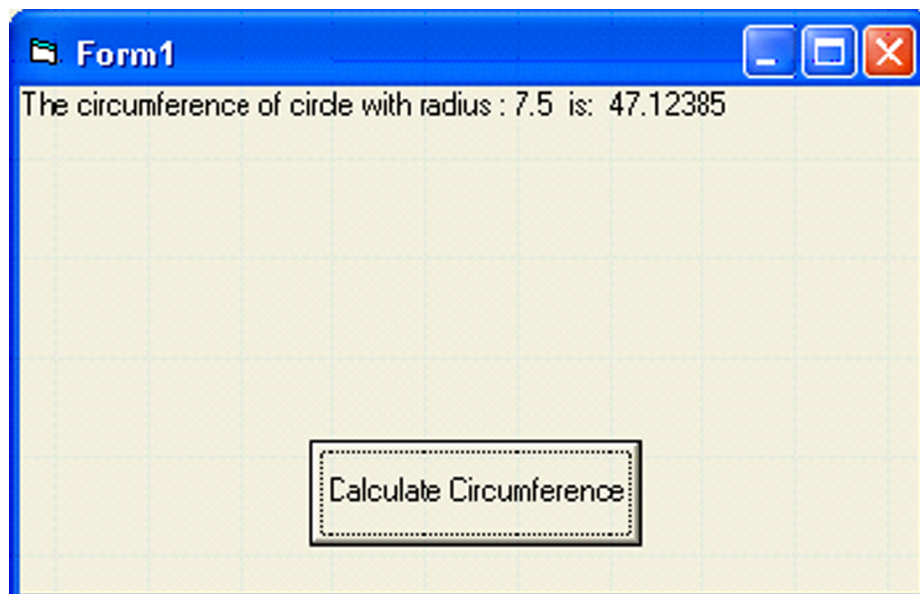 Form1
The circumference of circle with radius : 7.5 is: 47.12385
Calculate Circumference